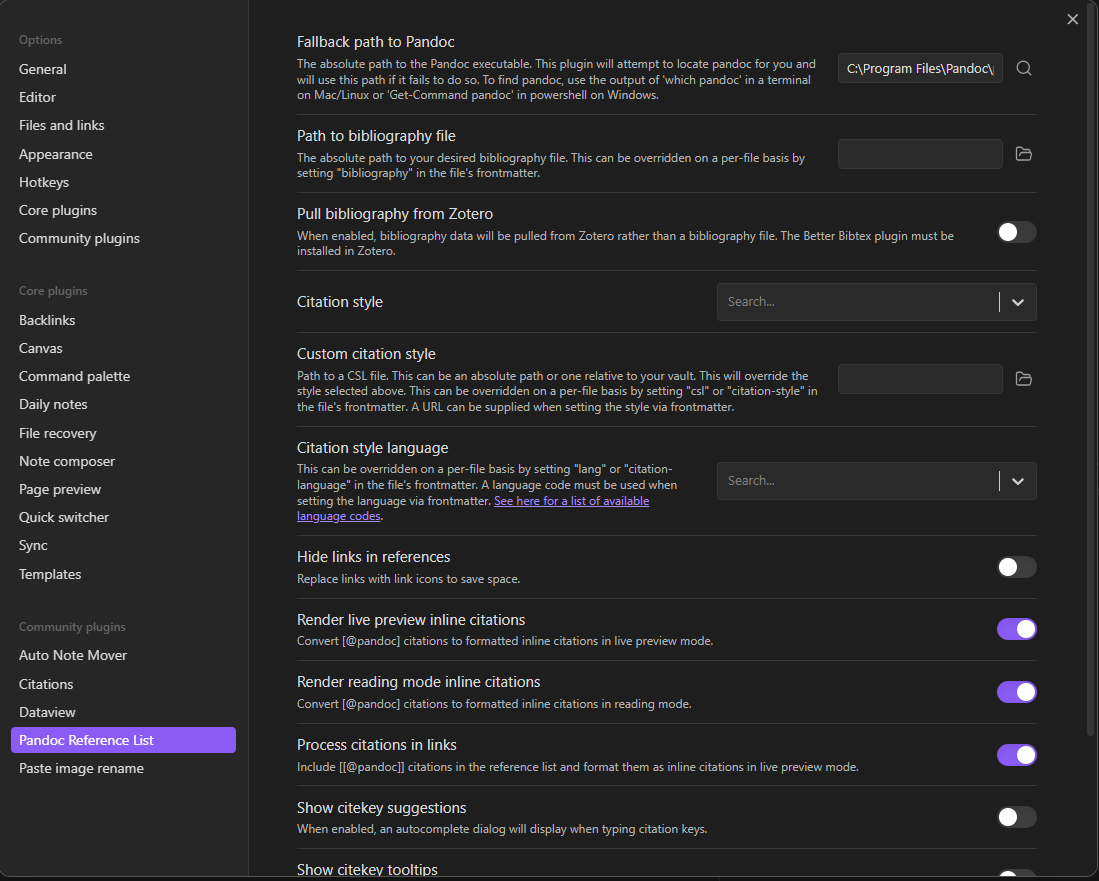 Options
General
Editor
Files and links
Appearance
Hotkeys
Core plugins
Community plugins
Core plugins
Backlinks
Canvas
Command palette
Daily notes
File recovery
Note composer
Page preview
Quick switcher
Sync
Templates
Community plugins
Auto Note Mover
Citations
Dataview
Pandoc Reference List
Paste image rename
Fallback path to Pandoc
The absolute path to the Pandoc executable. This plugin will attempt to locate pandoc for you and
will use this path if it fails to do so. To find pandoc, use the output of 'which pandoc' in a terminal
on Mac/Linux or 'Get-Command pandoc' in powershell on Windows.
C:\Program Files\Pandoc\
Path to bibliography file
The absolute path to your desired bibliography file. This can be overridden on a per-file basis by
setting "bibliography" in the file's frontmatter.
Pull bibliography from Zotero
When enabled, bibliography data will be pulled from Zotero rather than a bibliography file. The Better Bibtex plugin must be
installed in Zotero.
Citation style
Search...
Custom citation style
Path to a CSL file. This can be an absolute path or one relative to your vault. This will override the
style selected above. This can be overridden on a per-file basis by setting "csl" or "citation-style" in
the file's frontmatter. A URL can be supplied when setting the style via frontmatter.
Citation style language
This can be overridden on a per-file basis by setting "lang" or "citation-
language" in the file's frontmatter. A language code must be used when
setting the language via frontmatter. See here for a list of available
language codes.
Search...
Hide links in references
Replace links with link icons to save space.
Render live preview inline citations
Convert [@pandoc] citations to formatted inline citations in live preview mode.
Render reading mode inline citations
Convert [@pandoc] citations to formatted inline citations in reading mode.
Process citations in links
Include [[@pandoc]] citations in the reference list and format them as inline citations in live preview mode.
Show citekey suggestions
When enabled, an autocomplete dialog will display when typing citation keys.
Show citekey tooltips